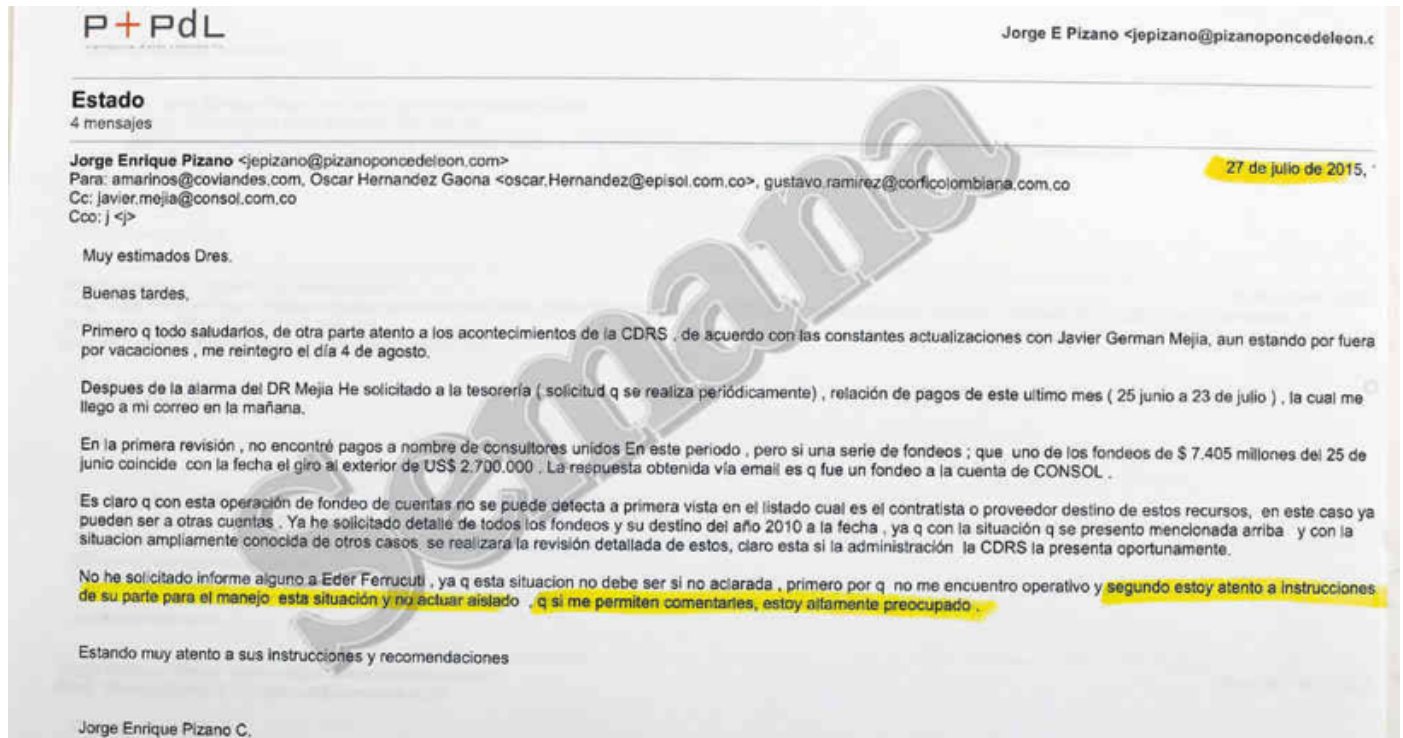 P+PdL
Jorge E Pizano <jepizano@pizanoponcedeleon.c
Estado
4 mensajes
Jorge Enrique Pizano <jepizano@pizanoponcedeleon.com>
27 de julio de 2015,
Para: amarinos@coviandes.com, Oscar Hernandez Gaona <oscar.Hernandez@episol.com.co>, gustavo.ramirez@corficolombiana.com.co
Cc: javier.mejia@consol.com.co
Cco: j <j>
Muy estimados Dres.
Buenas tardes,
Primero q todo saludarlos, de otra parte atento a los acontecimientos de la CDRS , de acuerdo con las constantes actualizaciones con Javier German Mejia, aun estando por fuera
por vacaciones , me reintegro el día 4 de agosto.
Despues de la alarma del DR Mejia He solicitado a la tesorería ( solicitud q se realiza periódicamente) , relación de pagos de este ultimo mes ( 25 junio a 23 de julio ) , la cual me
llego a mi correo en la mañana.
En la primera revisión , no encontré pagos a nombre de consultores unidos En este periodo , pero si una serie de fondeos ; que uno de los fondeos de $ 7.405 millones del 25 de
junio coincide con la fecha el giro al exterior de US$ 2.700.000 . La respuesta obtenida vía email es q fue un fondeo a la cuenta de CONSOL .
Es claro q con esta operación de fondeo de cuentas no se puede detecta a primera vista en el listado cual es el contratista o proveedor destino de estos recursos, en este caso ya
pueden ser a otras cuentas . Ya he solicitado detalle de todos los fondeos y su destino del año 2010 a la fecha , ya q con la situación q se presento mencionada arriba y con la
situacion ampliamente conocida de otros casos se realizara la revisión detallada de estos, claro esta si la administración la CDRS la presenta oportunamente.
No he solicitado informe alguno a Eder Ferrucuti , ya q esta situacion no debe ser si no aclarada , primero por q no me encuentro operativo y segundo estoy atento a instrucciones
de su parte para el manejo esta situación y no actuar aislado , q si me permiten comentarles, estoy altamente preocupado .
Estando muy atento a sus instrucciones y recomendaciones
Jorge Enrique Pizano C.
Semana